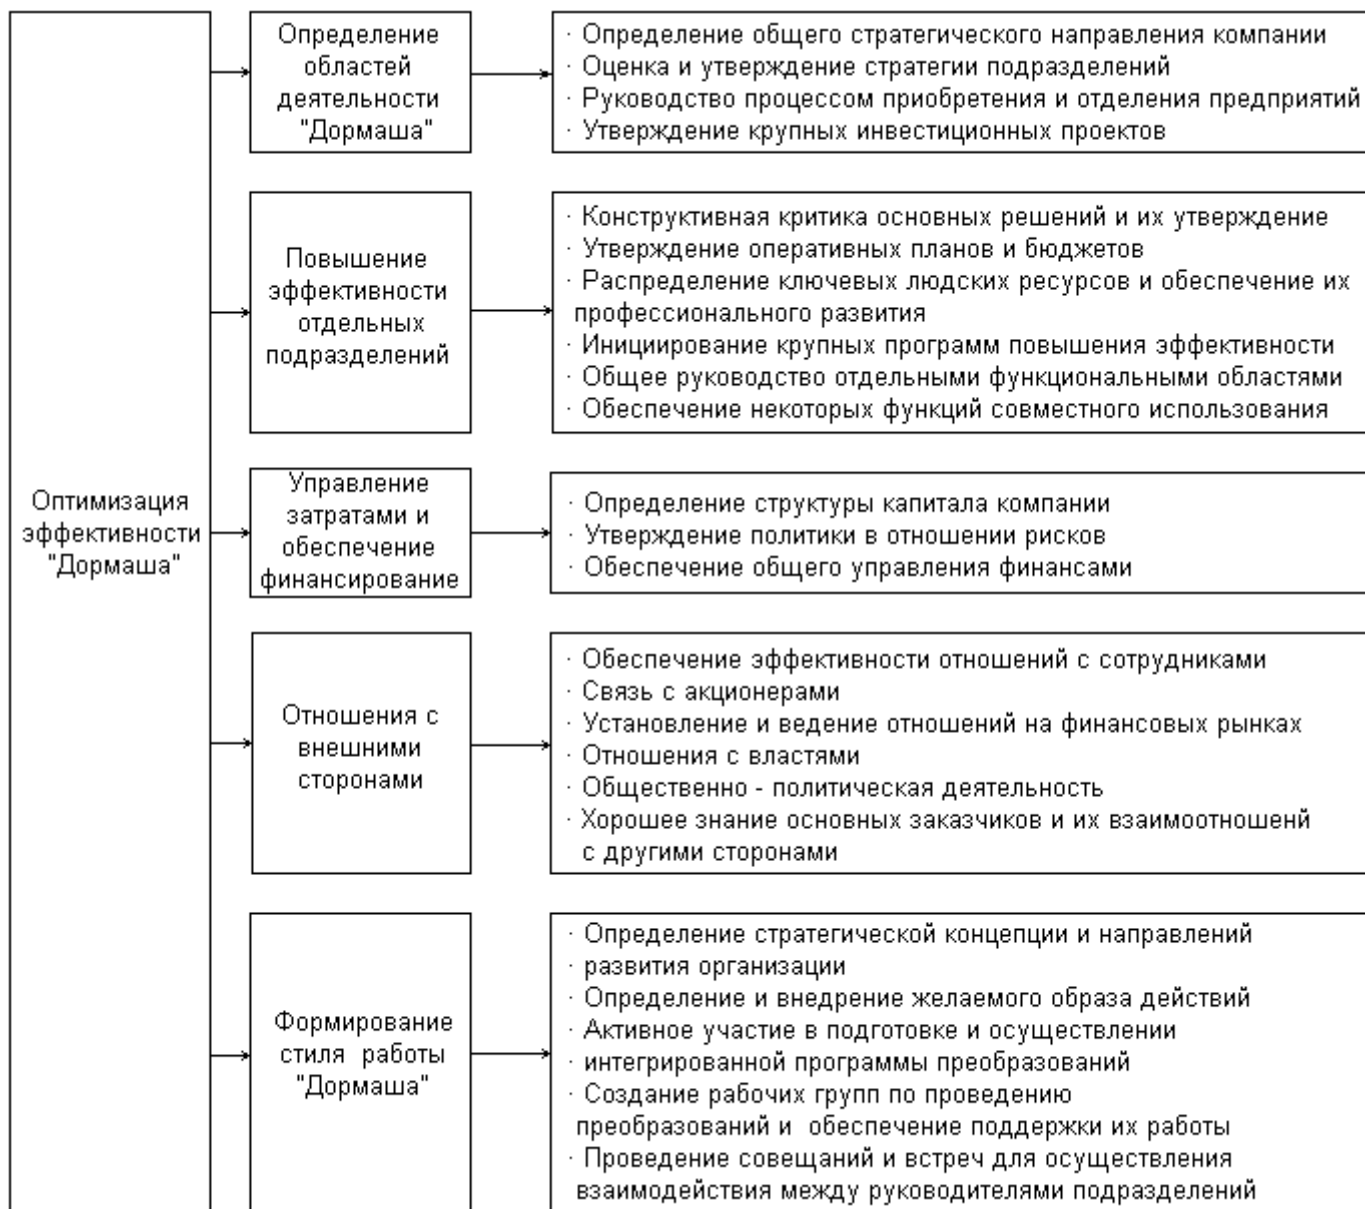 Оптимизация
эффективности
"Дормаша"
Определение
областей
деятельности
"Дормаша"
· Определение общего стратегического направления компании
· Оценка и утверждение стратегии подразделений
· Руководство процессом приобретения и отделения предприятий
· Утверждение крупных инвестиционных проектов
Повышение
эффективности
отдельных
подразделений
· Конструктивная критика основных решений и их утверждение
· Утверждение оперативных планов и бюджетов
· Распределение ключевых людских ресурсов и обеспечение их
профессионального развития
· Инициирование крупных программ повышения эффективности
· Общее руководство отдельными функциональными областями
· Обеспечение некоторых функций совместного использования
Управление
затратами и
обеспечение
финансирование
· Определение структуры капитала компании
· Утверждение политики в отношении рисков
· Обеспечение общего управления финансами
Отношения с
внешними
сторонами
· Обеспечение эффективности отношений с сотрудниками
· Связь с акционерами
· Установление и ведение отношений на финансовых рынках
· Отношения с властями
· Общественно - политическая деятельность
· Хорошее знание основных заказчиков и их взаимоотношенй
с другими сторонами
Формирование
стиля работы
"Дормаша"
· Определение стратегической концепции и направлений
· развития организации
· Определение и внедрение желаемого образа действий
· Активное участие в подготовке и осуществлении
· интегрированной программы преобразований
· Создание рабочих групп по проведению
преобразований и обеспечение поддержки их работы
· Проведение совещаний и встреч для осуществления
взаимодействия между руководителями подразделений